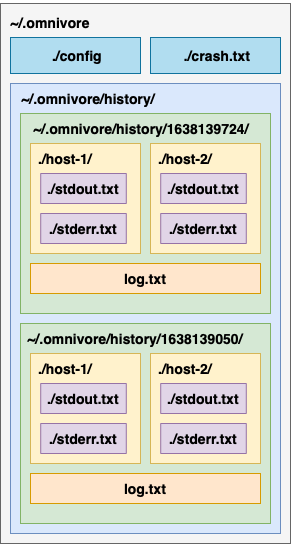 ~/.omnivore
./config
./crash.txt
~/.omnivore/history/
~/.omnivore/history/1638139724/
./host-1/
./stdout.txt
./stderr.txt
./host-2/
./stdout.txt
./stderr.txt
log.txt
~/.omnivore/history/1638139050/
./host-1/
./stdout.txt
./stderr.txt
./host-2/
./stdout.txt
./stderr.txt
log.txt